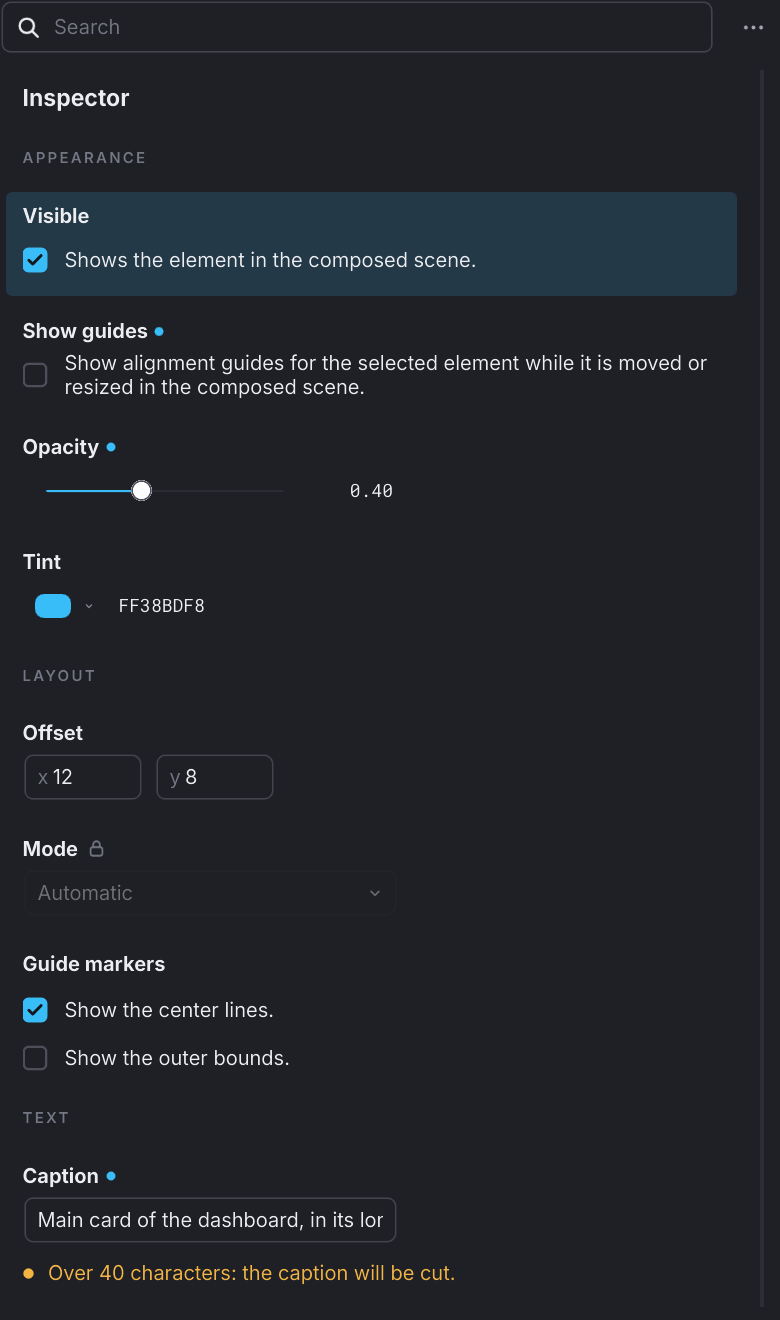 Search
Inspector
APPEARANCE
Visible
Shows the element in the composed scene.
Show guides
Show alignment guides for the selected element while it is moved or
resized in the composed scene.
Opacity
0.40
Tint
FF38BDF8
LAYOUT
Offset
x 12
y 8
Mode
Automatic
Guide markers
Show the center lines.
Show the outer bounds.
TEXT
Caption
Main card of the dashboard, in its lor
Over 40 characters: the caption will be cut.